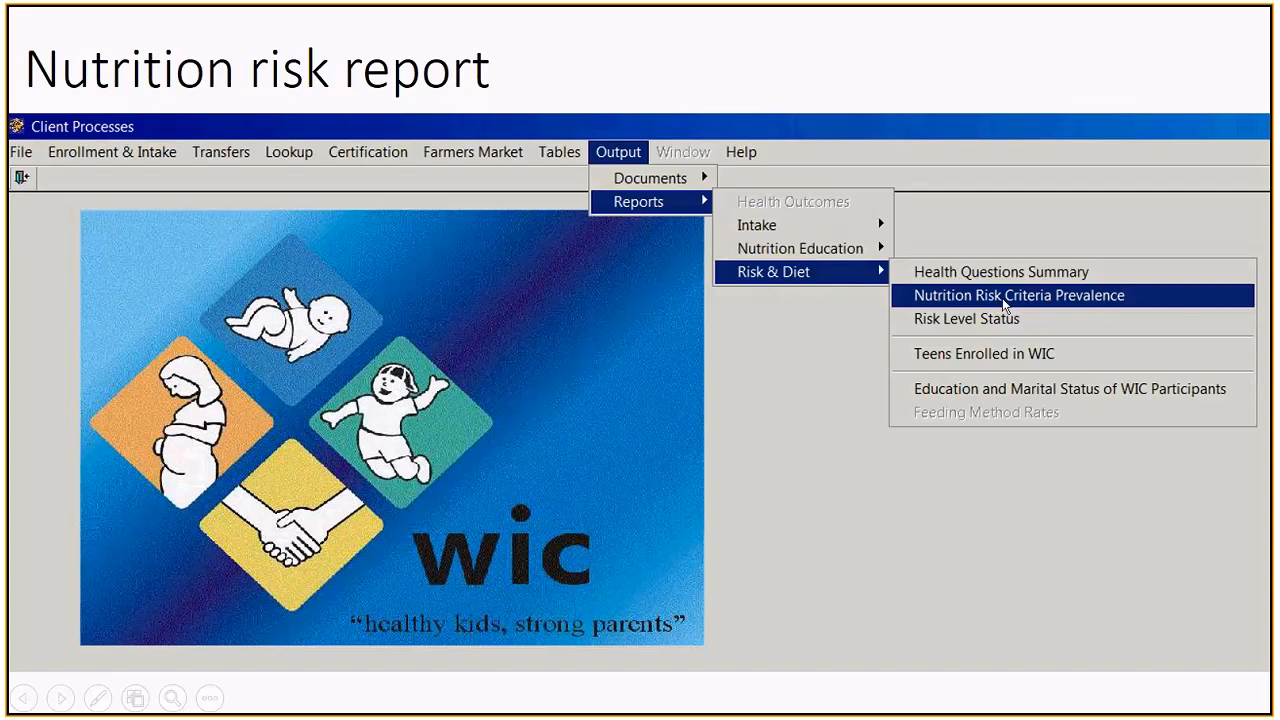 Nutrition risk report
Client Processes
File Enrollment & Intake Transfers Lookup Certification Farmers Market Tables Output Window Help
Documents
Reports
Health Outcomes
Intake
Nutrition Education
Risk & Diet
Health Questions Summary
Nutrition Risk Criteria Prevalence
Risk Level Status
Teens Enrolled in WIC
Education and Marital Status of WIC Participants
Feeding Method Rates
wic
“healthy kids, strong parents”